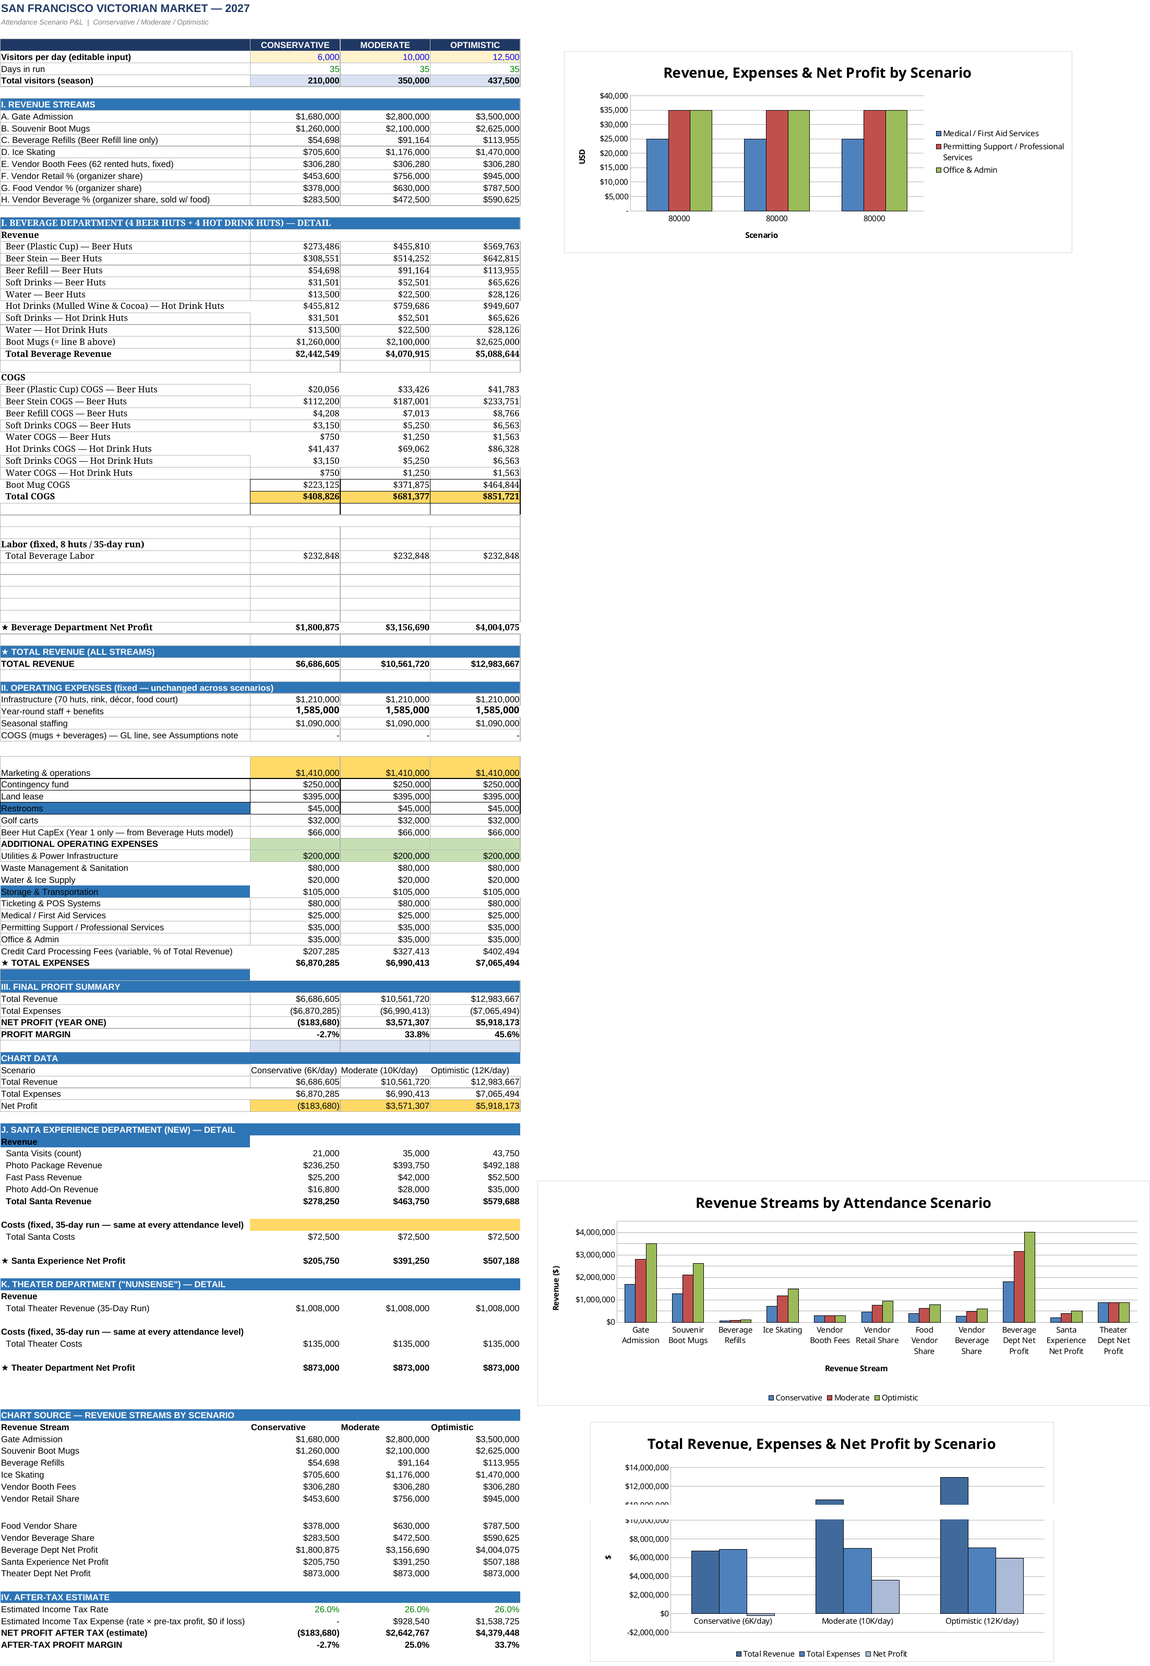 SAN FRANCISCO VICTORIAN MARKET — 2027
Attendance Scenario P&L | Conservative / Moderate / Optimistic
CONSERVATIVE MODERATE OPTIMISTIC
Visitors per day (editable input) 6,000 10,000 12,500
Days in run 35 35 35
Total visitors (season) 210,000 350,000 437,500
I. REVENUE STREAMS
A. Gate Admission $1,680,000 $2,800,000 $3,500,000
B. Souvenir Boot Mugs $1,260,000 $2,100,000 $2,625,000
C. Beverage Refills (Beer Refill line only) $54,698 $91,164 $113,955
D. Ice Skating $705,600 $1,176,000 $1,470,000
E. Vendor Booth Fees (62 rented huts, fixed) $306,280 $306,280 $306,280
F. Vendor Retail % (organizer share) $453,600 $756,000 $945,000
G. Food Vendor % (organizer share) $378,000 $630,000 $787,500
H. Vendor Beverage % (organizer share, sold w/ food) $283,500 $472,500 $590,625
I. BEVERAGE DEPARTMENT (4 BEER HUTS + 4 HOT DRINK HUTS) — DETAIL
Revenue
Beer (Plastic Cup) — Beer Huts $273,486 $455,810 $569,763
Beer Stein — Beer Huts $308,551 $514,252 $642,815
Beer Refill — Beer Huts $54,698 $91,164 $113,955
Soft Drinks — Beer Huts $31,501 $52,501 $65,626
Water — Beer Huts $13,500 $22,500 $28,126
Hot Drinks (Mulled Wine & Cocoa) — Hot Drink Huts $455,812 $759,686 $949,607
Soft Drinks — Hot Drink Huts $31,501 $52,501 $65,626
Water — Hot Drink Huts $13,500 $22,500 $28,126
Boot Mugs (= line B above) $1,260,000 $2,100,000 $2,625,000
Total Beverage Revenue $2,442,549 $4,070,915 $5,088,644
COGS
Beer (Plastic Cup) COGS — Beer Huts $20,056 $33,426 $41,783
Beer Stein COGS — Beer Huts $112,200 $187,001 $233,751
Beer Refill COGS — Beer Huts $4,208 $7,013 $8,766
Soft Drinks COGS — Beer Huts $3,150 $5,250 $6,563
Water COGS — Beer Huts $750 $1,250 $1,563
Hot Drinks COGS — Hot Drink Huts $41,437 $69,062 $86,328
Soft Drinks COGS — Hot Drink Huts $3,150 $5,250 $6,563
Water COGS — Hot Drink Huts $750 $1,250 $1,563
Boot Mug COGS $223,125 $371,875 $464,844
Total COGS $408,826 $681,377 $851,721
Labor (fixed, 8 huts / 35-day run)
Total Beverage Labor $232,848 $232,848 $232,848
★ Beverage Department Net Profit $1,800,875 $3,156,690 $4,004,075
★ TOTAL REVENUE (ALL STREAMS)
TOTAL REVENUE $6,686,605 $10,561,720 $12,983,667
II. OPERATING EXPENSES (fixed — unchanged across scenarios)
Infrastructure (70 huts, rink, décor, food court) $1,210,000 $1,210,000 $1,210,000
Year-round staff + benefits 1,585,000 1,585,000 1,585,000
Seasonal staffing $1,090,000 $1,090,000 $1,090,000
COGS (mugs + beverages) — GL line, see Assumptions note - - -
Marketing & operations $1,410,000 $1,410,000 $1,410,000
Contingency fund $250,000 $250,000 $250,000
Land lease $395,000 $395,000 $395,000
Restrooms $45,000 $45,000 $45,000
Golf carts $32,000 $32,000 $32,000
Beer Hut CapEx (Year 1 only — from Beverage Huts model) $66,000 $66,000 $66,000
ADDITIONAL OPERATING EXPENSES
Utilities & Power Infrastructure $200,000 $200,000 $200,000
Waste Management & Sanitation $80,000 $80,000 $80,000
Water & Ice Supply $20,000 $20,000 $20,000
Storage & Transportation $105,000 $105,000 $105,000
Ticketing & POS Systems $80,000 $80,000 $80,000
Medical / First Aid Services $25,000 $25,000 $25,000
Permitting Support / Professional Services $35,000 $35,000 $35,000
Office & Admin $35,000 $35,000 $35,000
Credit Card Processing Fees (variable, % of Total Revenue) $207,285 $327,413 $402,494
★ TOTAL EXPENSES $6,870,285 $6,990,413 $7,065,494
III. FINAL PROFIT SUMMARY
Total Revenue $6,686,605 $10,561,720 $12,983,667
Total Expenses ($6,870,285) ($6,990,413) ($7,065,494)
NET PROFIT (YEAR ONE) ($183,680) $3,571,307 $5,918,173
PROFIT MARGIN -2.7% 33.8% 45.6%
CHART DATA
Scenario Conservative (6K/day) Moderate (10K/day) Optimistic (12K/day)
Total Revenue $6,686,605 $10,561,720 $12,983,667
Total Expenses $6,870,285 $6,990,413 $7,065,494
Net Profit ($183,680) $3,571,307 $5,918,173
J. SANTA EXPERIENCE DEPARTMENT (NEW) — DETAIL
Revenue
Santa Visits (count) 21,000 35,000 43,750
Photo Package Revenue $236,250 $393,750 $492,188
Fast Pass Revenue $25,200 $42,000 $52,500
Photo Add-On Revenue $16,800 $28,000 $35,000
Total Santa Revenue $278,250 $463,750 $579,688
Costs (fixed, 35-day run — same at every attendance level)
Total Santa Costs $72,500 $72,500 $72,500
★ Santa Experience Net Profit $205,750 $391,250 $507,188
K. THEATER DEPARTMENT ("NUNSENSE") — DETAIL
Revenue
Total Theater Revenue (35-Day Run) $1,008,000 $1,008,000 $1,008,000
Costs (fixed, 35-day run — same at every attendance level)
Total Theater Costs $135,000 $135,000 $135,000
★ Theater Department Net Profit $873,000 $873,000 $873,000
CHART SOURCE — REVENUE STREAMS BY SCENARIO
Revenue Stream Conservative Moderate Optimistic
Gate Admission $1,680,000 $2,800,000 $3,500,000
Souvenir Boot Mugs $1,260,000 $2,100,000 $2,625,000
Beverage Refills $54,698 $91,164 $113,955
Ice Skating $705,600 $1,176,000 $1,470,000
Vendor Booth Fees $306,280 $306,280 $306,280
Vendor Retail Share $453,600 $756,000 $945,000
Food Vendor Share $378,000 $630,000 $787,500
Vendor Beverage Share $283,500 $472,500 $590,625
Beverage Dept Net Profit $1,800,875 $3,156,690 $4,004,075
Santa Experience Net Profit $205,750 $391,250 $507,188
Theater Dept Net Profit $873,000 $873,000 $873,000
IV. AFTER-TAX ESTIMATE
Estimated Income Tax Rate 26.0% 26.0% 26.0%
Estimated Income Tax Expense (rate × pre-tax profit, $0 if loss) - $928,540 $1,538,725
NET PROFIT AFTER TAX (estimate) ($183,680) $2,642,767 $4,379,448
AFTER-TAX PROFIT MARGIN -2.7% 25.0% 33.7%
Revenue, Expenses & Net Profit by Scenario
$40,000
$35,000
$30,000
$25,000
$20,000
$15,000
$10,000
$5,000
-
USD
80000 80000 80000
Scenario
Medical / First Aid Services
Permitting Support / Professional
Services
Office & Admin
Revenue Streams by Attendance Scenario
$4,000,000
$3,000,000
$2,000,000
$1,000,000
$0
Revenue ($)
Gate Souvenir Beverage Ice Skating Vendor Vendor Food Vendor Beverage Santa Theater
Admission Boot Mugs Refills Booth Fees Retail Share Vendor Beverage Dept Net Experience Dept Net
Share Share Profit Net Profit Profit
Revenue Stream
Conservative Moderate Optimistic
Total Revenue, Expenses & Net Profit by Scenario
$14,000,000
$12,000,000
$10,000,000
$10,000,000
$8,000,000
$6,000,000
$4,000,000
$2,000,000
$0
-$2,000,000
$
Conservative (6K/day) Moderate (10K/day) Optimistic (12K/day)
Total Revenue Total Expenses Net Profit